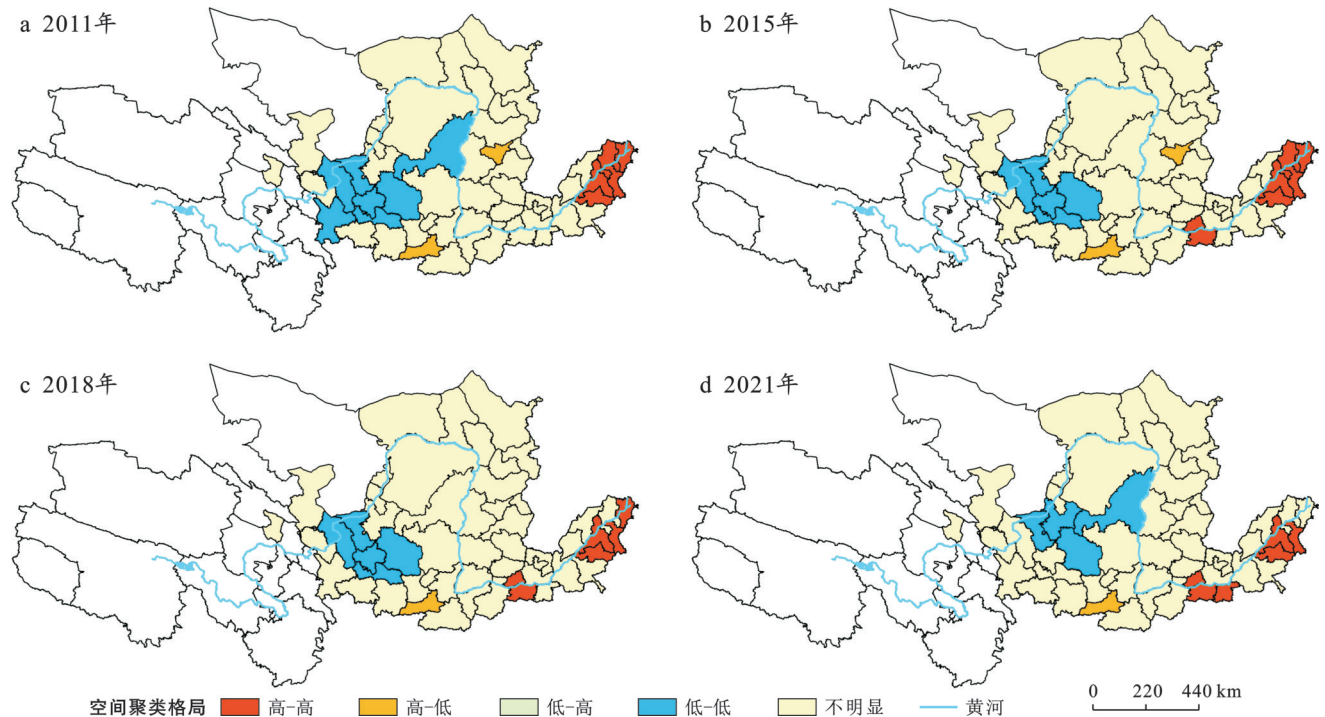 a 2011年
b 2015年
c 2018年
d 2021年
空间聚类格局 高-高 高-低 低-高 低-低 不明显 黄河
0 220 440 km